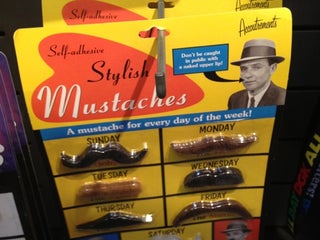 Self-adhesive
Accoutrements
Self-adhesive
Stylish
Mustaches
Accoutrements
Don't be caught
in public with
a naked upper lip!
A mustache for every day of the week!
SUNDAY
MONDAY
TUESDAY
WEDNESDAY
THURSDAY
FRIDAY
SATURDAY